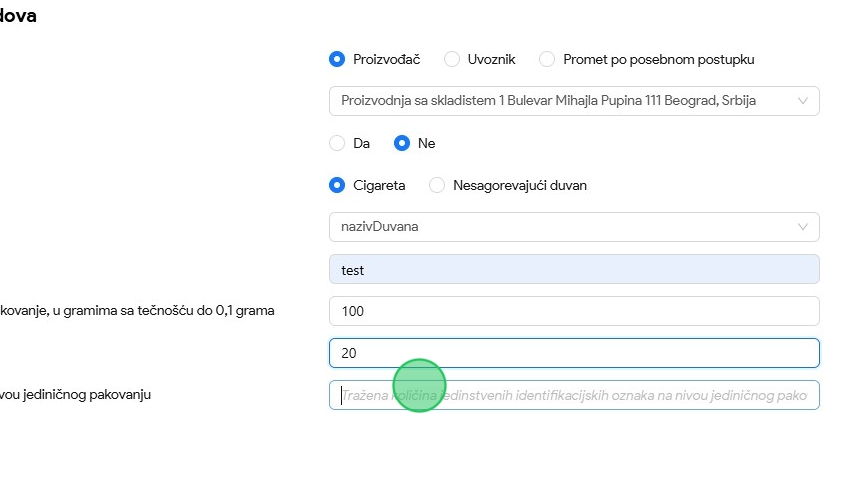 dova
Proizvođač Uvoznik Promet po posebnom postupku
Proizvodnja sa skladistem 1 Bulevar Mihajla Pupina 111 Beograd, Srbija
Da Ne
Cigareta Nesagorevajući duvan
nazivDuvana
test
kovanje, u gramima sa tečnošću do 0,1 grama 100
20
vou jediničnog pakovanju Tražena količina jedinstvenih identifikacijskih oznaka na nivou jediničnog pako